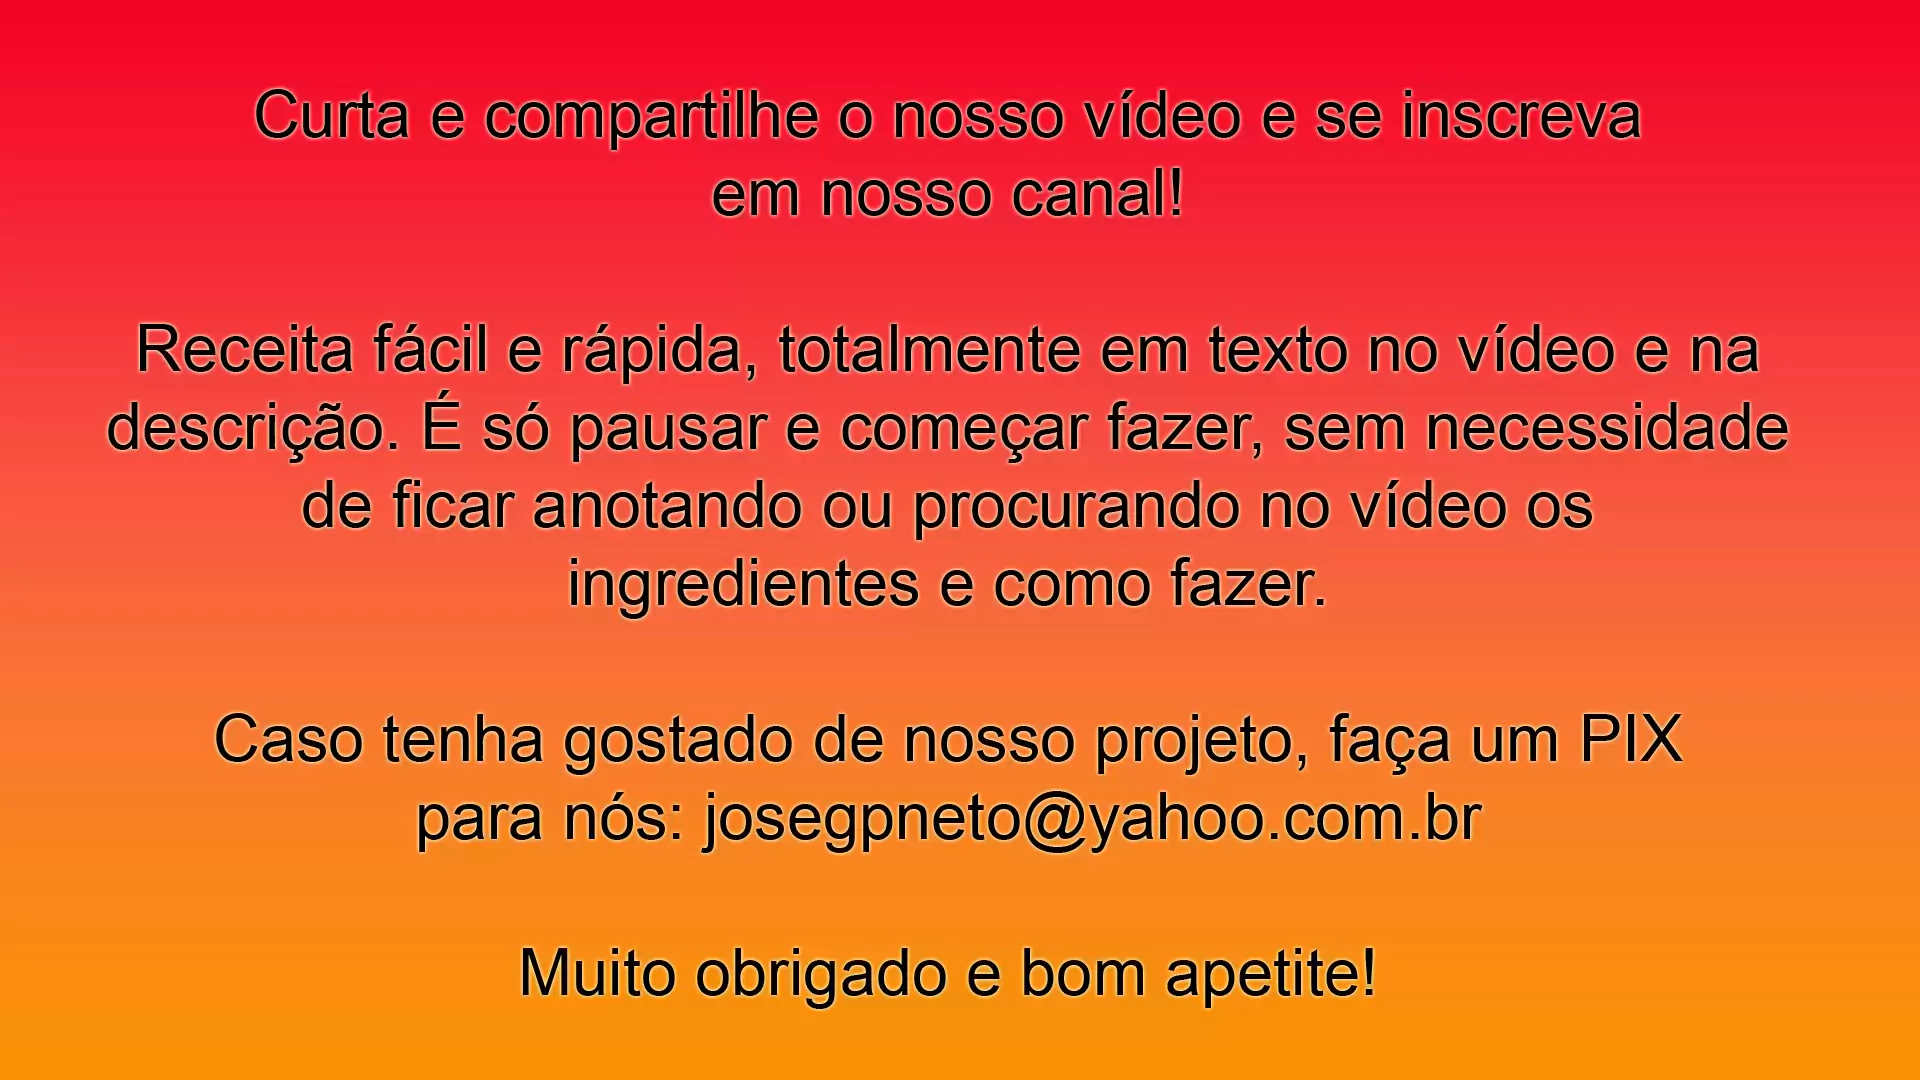 Curta e compartilhe o nosso vídeo e se inscreva
em nosso canal!
Receita fácil e rápida, totalmente em texto no vídeo e na
descrição. É só pausar e começar fazer, sem necessidade
de ficar anotando ou procurando no vídeo os
ingredientes e como fazer.
Caso tenha gostado de nosso projeto, faça um PIX
para nós: josegpneto@yahoo.com.br
Muito obrigado e bom apetite!